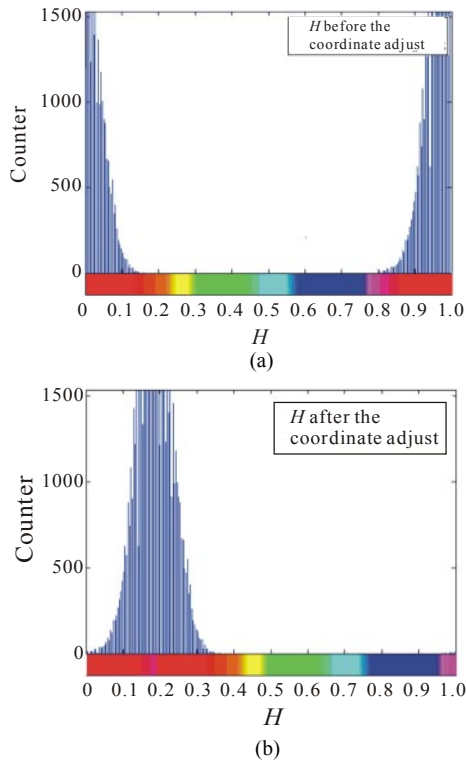 1500
H before the
coordinate adjust
1000
Counter
500
0
0 0.1 0.2 0.3 0.4 0.5 0.6 0.7 0.8 0.9 1.0
H
(a)
1500
H after the
coordinate adjust
1000
Counter
500
0
0 0.1 0.2 0.3 0.4 0.5 0.6 0.7 0.8 0.9 1.0
H
(b)